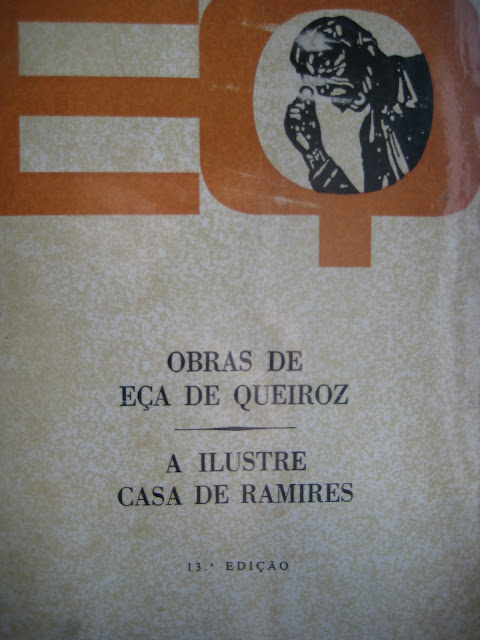 EQ
OBRAS DE
EÇA DE QUEIROZ
A ILUSTRE
CASA DE RAMIRES
13.ª EDIÇÃO